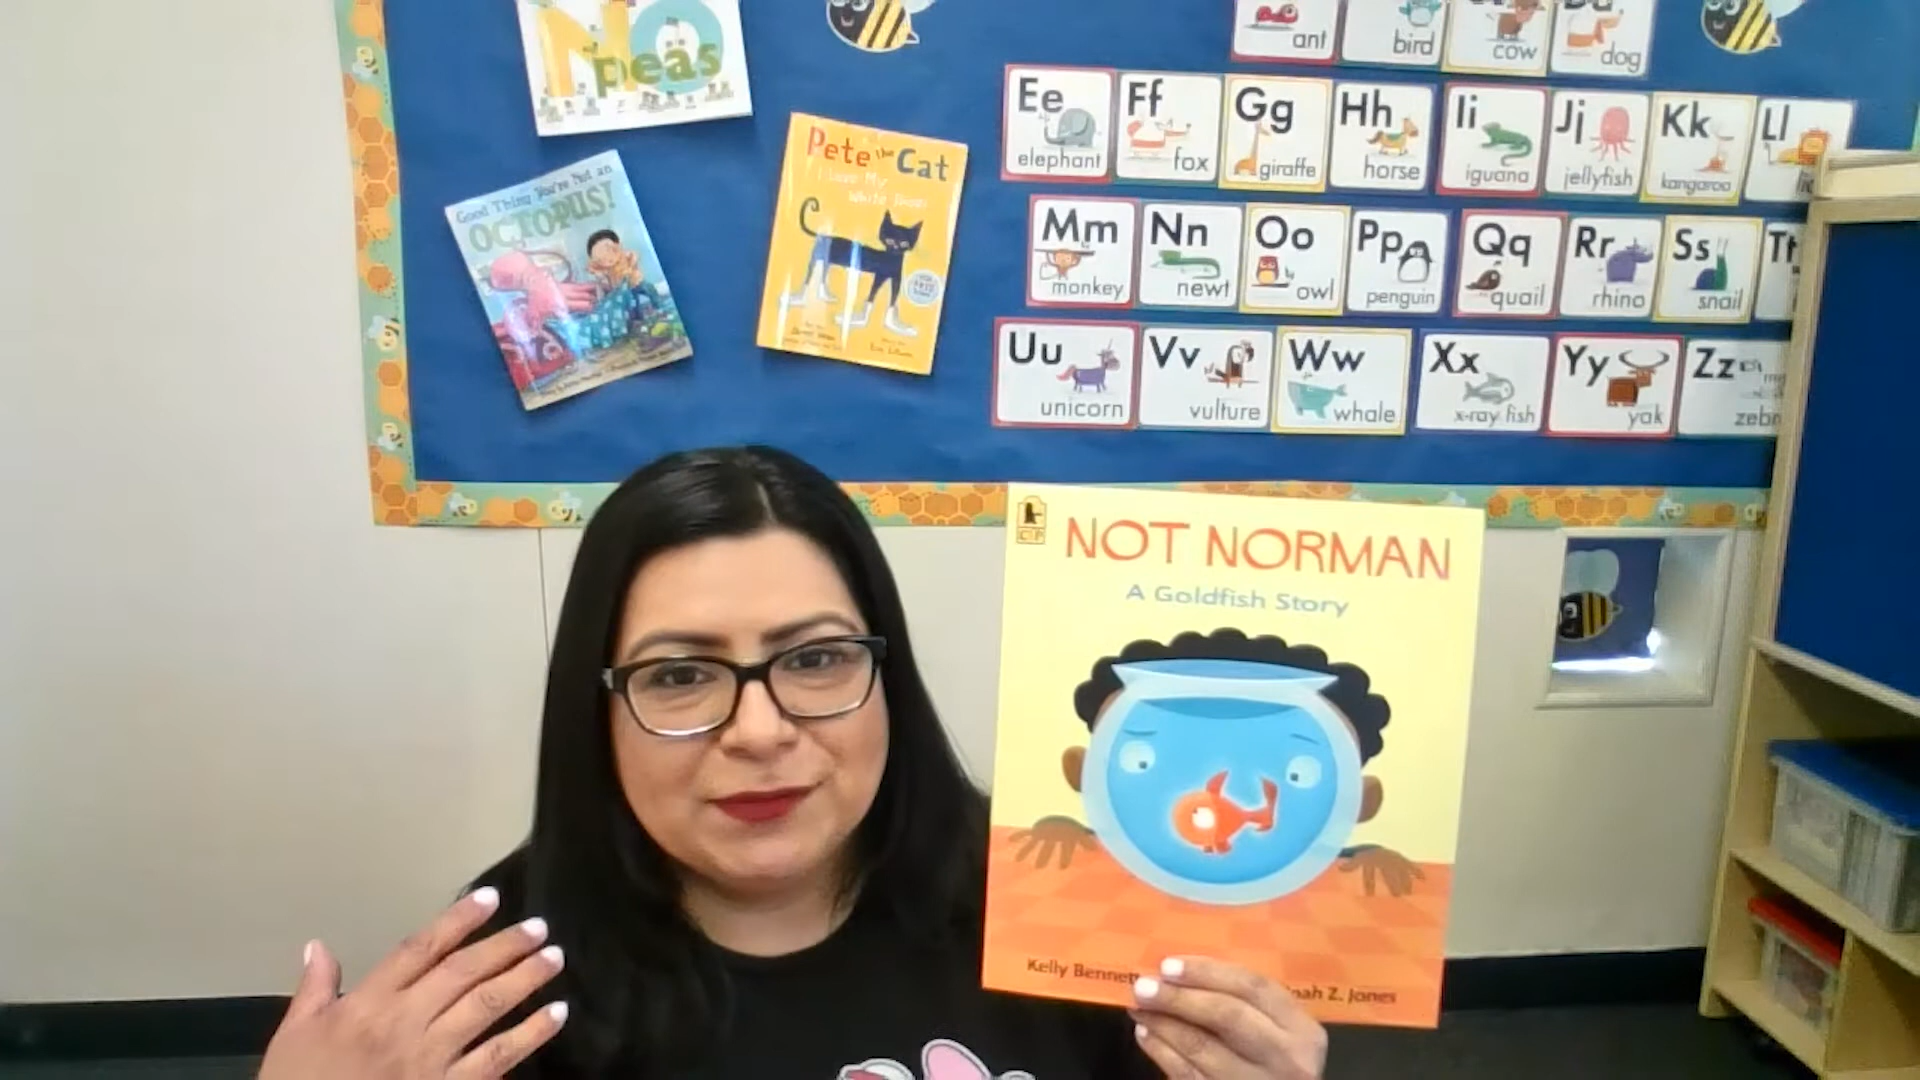 NO
peas
Good Thing You're Not an
OCTOPUS!
Pete the Cat
I Love My
White Shoes
ant
bird
cow
dog
Ee
elephant
Ff
fox
Gg
giraffe
Hh
horse
Ii
iguana
Jj
jellyfish
Kk
kangaroo
Ll
Mm
monkey
Nn
newt
Oo
owl
Pp
penguin
Qq
quail
Rr
rhino
Ss
snail
Uu
unicorn
Vv
vulture
Ww
whale
Xx
x-ray fish
Yy
yak
Zz
NOT NORMAN
A Goldfish Story
Kelly Bennett
Z. Jones